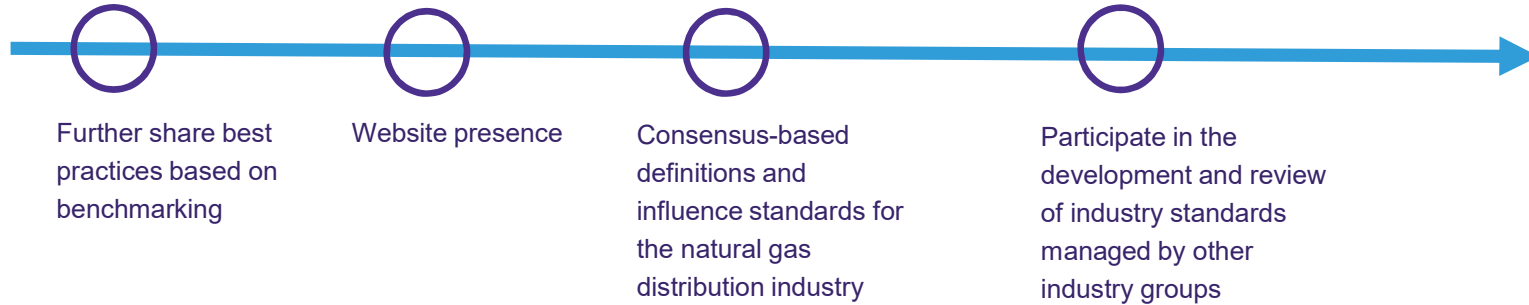 Further share best
practices based on
benchmarking
Website presence
Consensus-based
definitions and
influence standards for
the natural gas
distribution industry
Participate in the
development and review
of industry standards
managed by other
industry groups